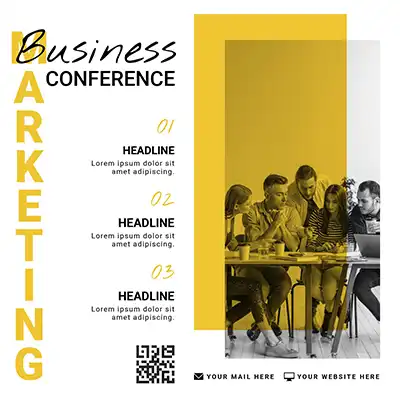 MARKETING
Business
CONFERENCE
01
HEADLINE
Lorem ipsum dolor sit
amet adipiscing.
02
HEADLINE
Lorem ipsum dolor sit
amet adipiscing.
03
HEADLINE
Lorem ipsum dolor sit
amet adipiscing.
YOUR MAIL HERE
YOUR WEBSITE HERE